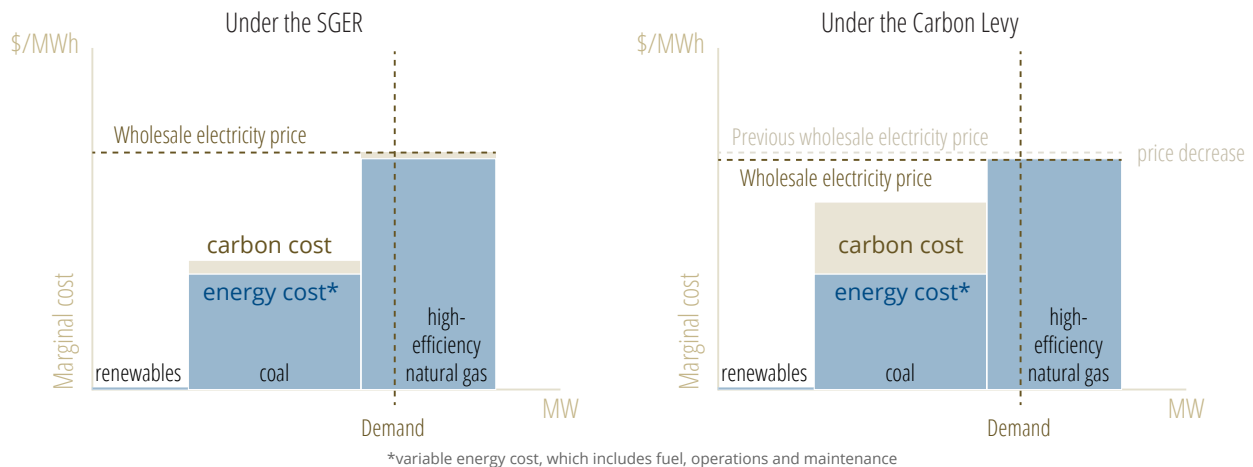 Under the SGER
$/MWh
Wholesale electricity price
carbon cost
energy cost*
Marginal cost
high-
efficiency
natural gas
renewables
coal
MW
Demand
Under the Carbon Levy
$/MWh
Previous wholesale electricity price
price decrease
Wholesale electricity price
carbon cost
energy cost*
Marginal cost
high-
efficiency
natural gas
renewables
coal
MW
Demand
*variable energy cost, which includes fuel, operations and maintenance